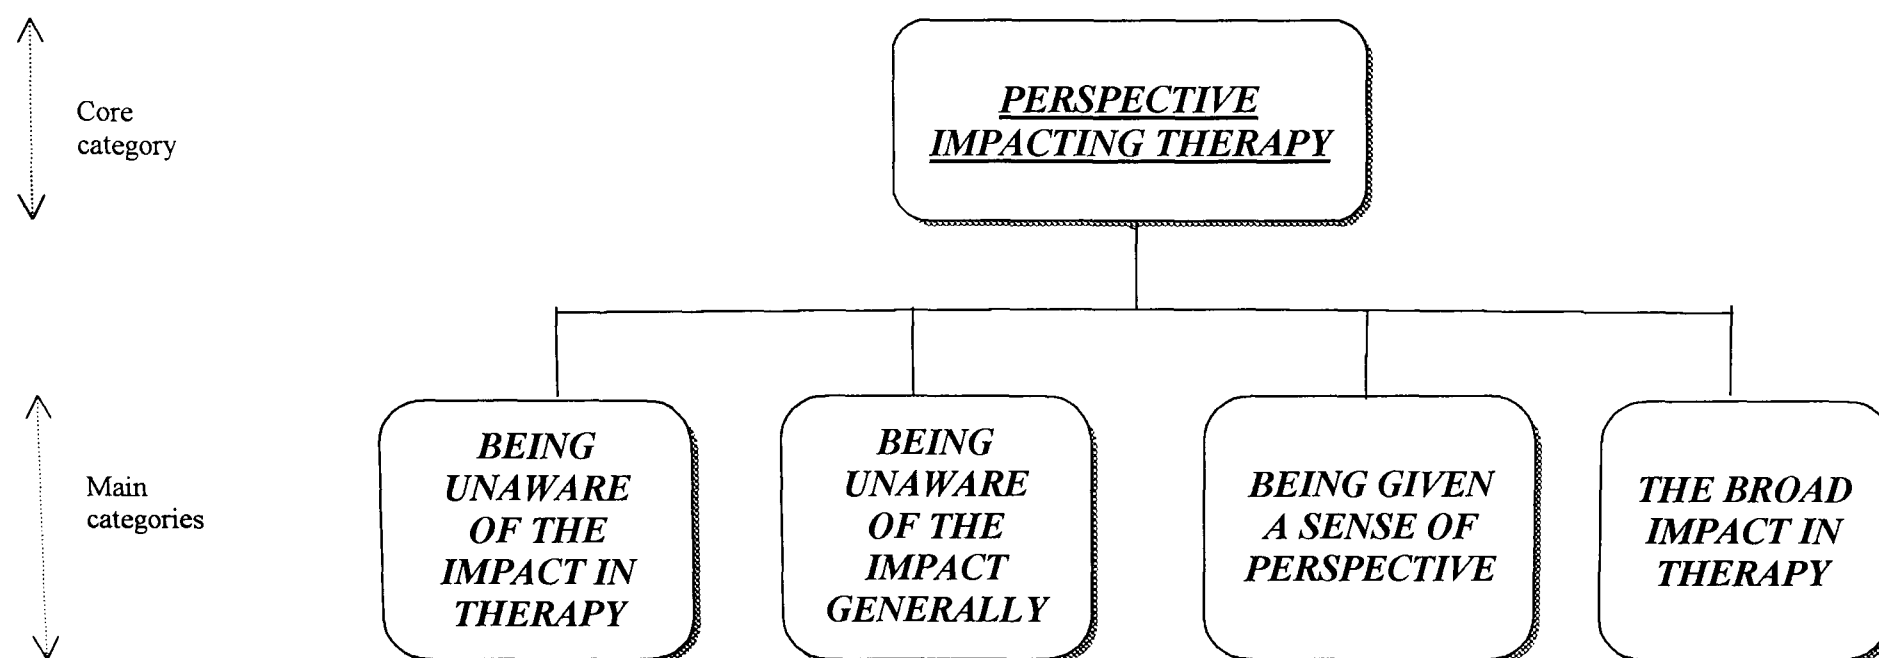 Core
category
PERSPECTIVE
IMPACTING THERAPY
Main
categories
BEING
UNAWARE
OF THE
IMPACT IN
THERAPY
BEING
UNAWARE
OF THE
IMPACT
GENERALLY
BEING GIVEN
A SENSE OF
PERSPECTIVE
THE BROAD
IMPACT IN
THERAPY